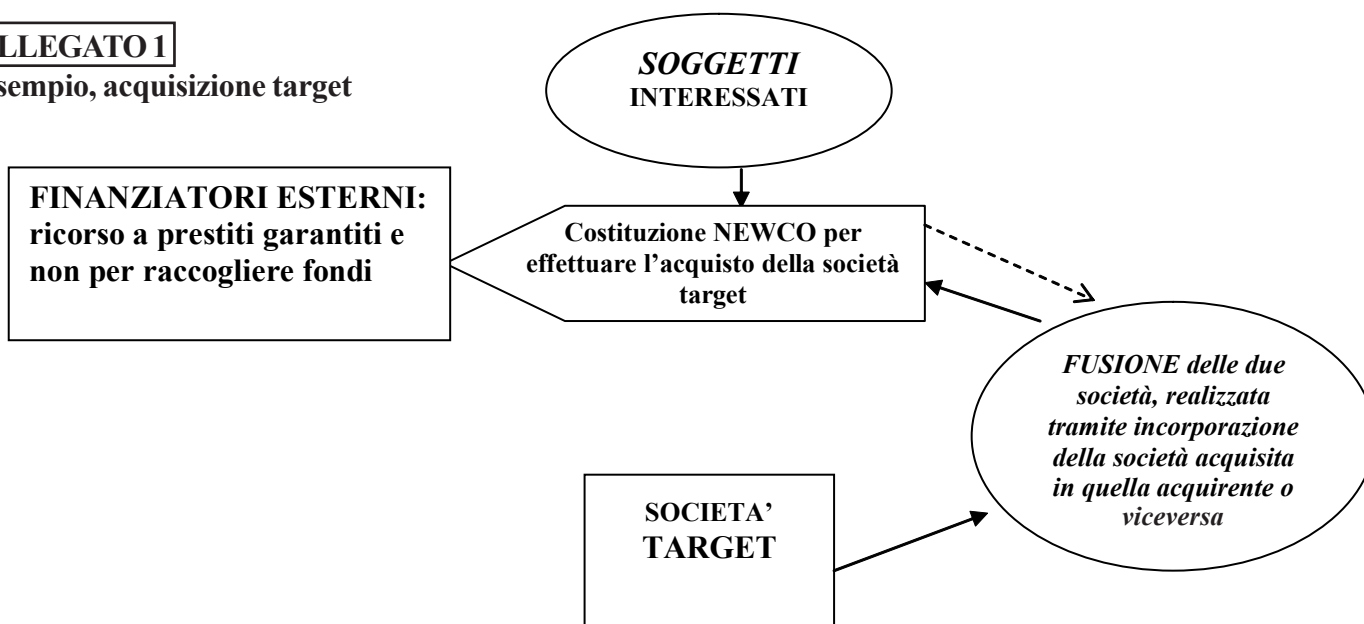 LLEGATO 1
sempio, acquisizione target
SOGGETTI
INTERESSATI
FINANZIATORI ESTERNI:
ricorso a prestiti garantiti e
non per raccogliere fondi
Costituzione NEWCO per
effettuare l’acquisto della società
target
FUSIONE delle due
società, realizzata
tramite incorporazione
della società acquisita
in quella acquirente o
viceversa
SOCIETA’
TARGET